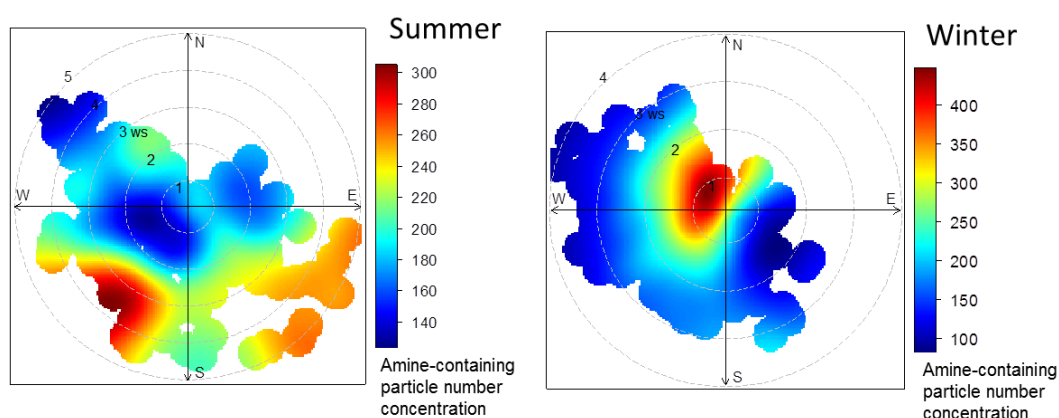 Summer
N
5
4
3 ws
2
1
W
E
S
300
280
260
240
220
200
180
160
140
Amine-containing
particle number
concentration
Winter
N
4
3 ws
2
1
W
E
S
400
350
300
250
200
150
100
Amine-containing
particle number
concentration